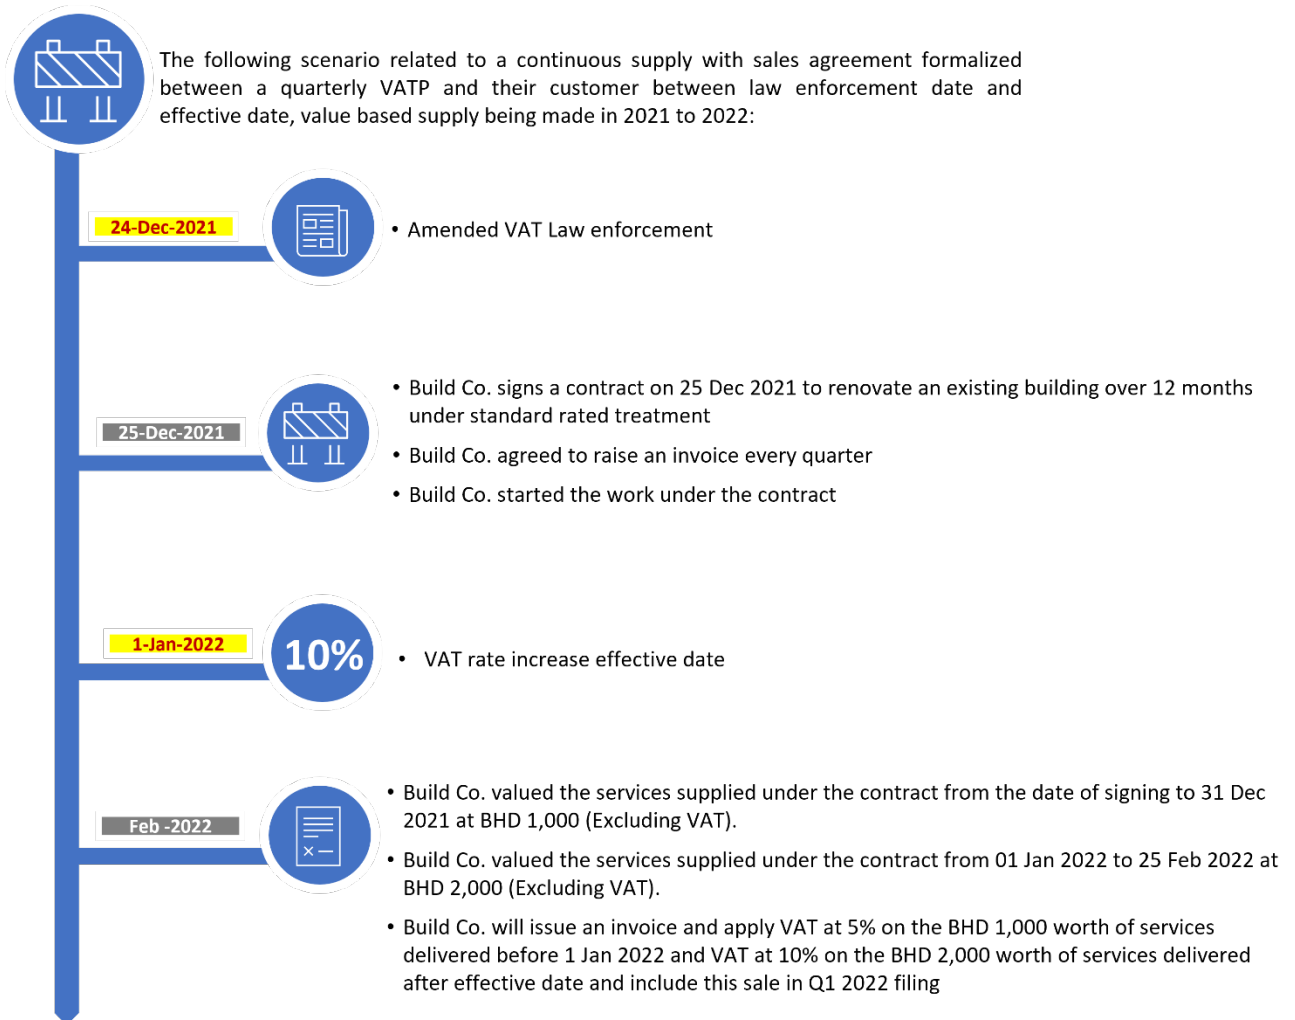 The following scenario related to a continuous supply with sales agreement formalized
between a quarterly VATP and their customer between law enforcement date and
effective date, value based supply being made in 2021 to 2022:
24-Dec-2021
• Amended VAT Law enforcement
25-Dec-2021
• Build Co. signs a contract on 25 Dec 2021 to renovate an existing building over 12 months
under standard rated treatment
• Build Co. agreed to raise an invoice every quarter
• Build Co. started the work under the contract
1-Jan-2022
10%
• VAT rate increase effective date
Feb -2022
• Build Co. valued the services supplied under the contract from the date of signing to 31 Dec
2021 at BHD 1,000 (Excluding VAT).
• Build Co. valued the services supplied under the contract from 01 Jan 2022 to 25 Feb 2022 at
BHD 2,000 (Excluding VAT).
• Build Co. will issue an invoice and apply VAT at 5% on the BHD 1,000 worth of services
delivered before 1 Jan 2022 and VAT at 10% on the BHD 2,000 worth of services delivered
after effective date and include this sale in Q1 2022 filing